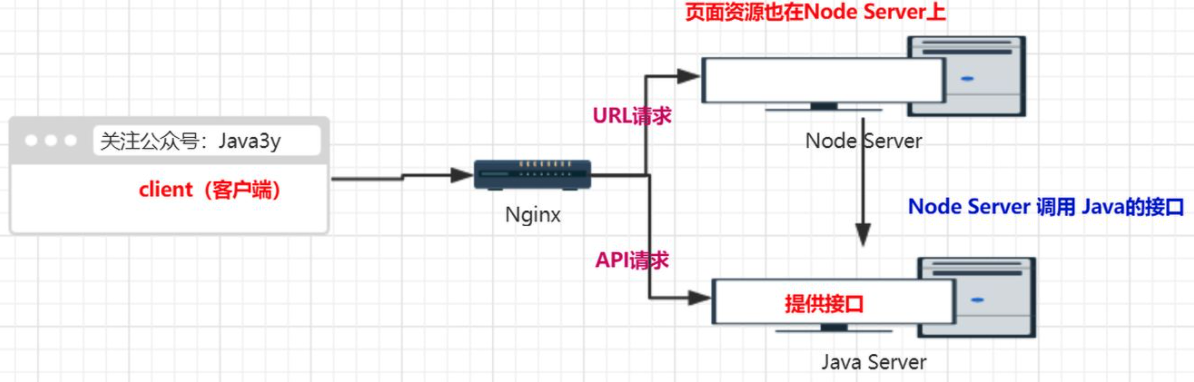 页面资源也在Node Server上
URL请求
Node Server
关注公众号：Java3y
client（客户端）
Nginx
Node Server 调用 Java的接口
API请求
提供接口
Java Server